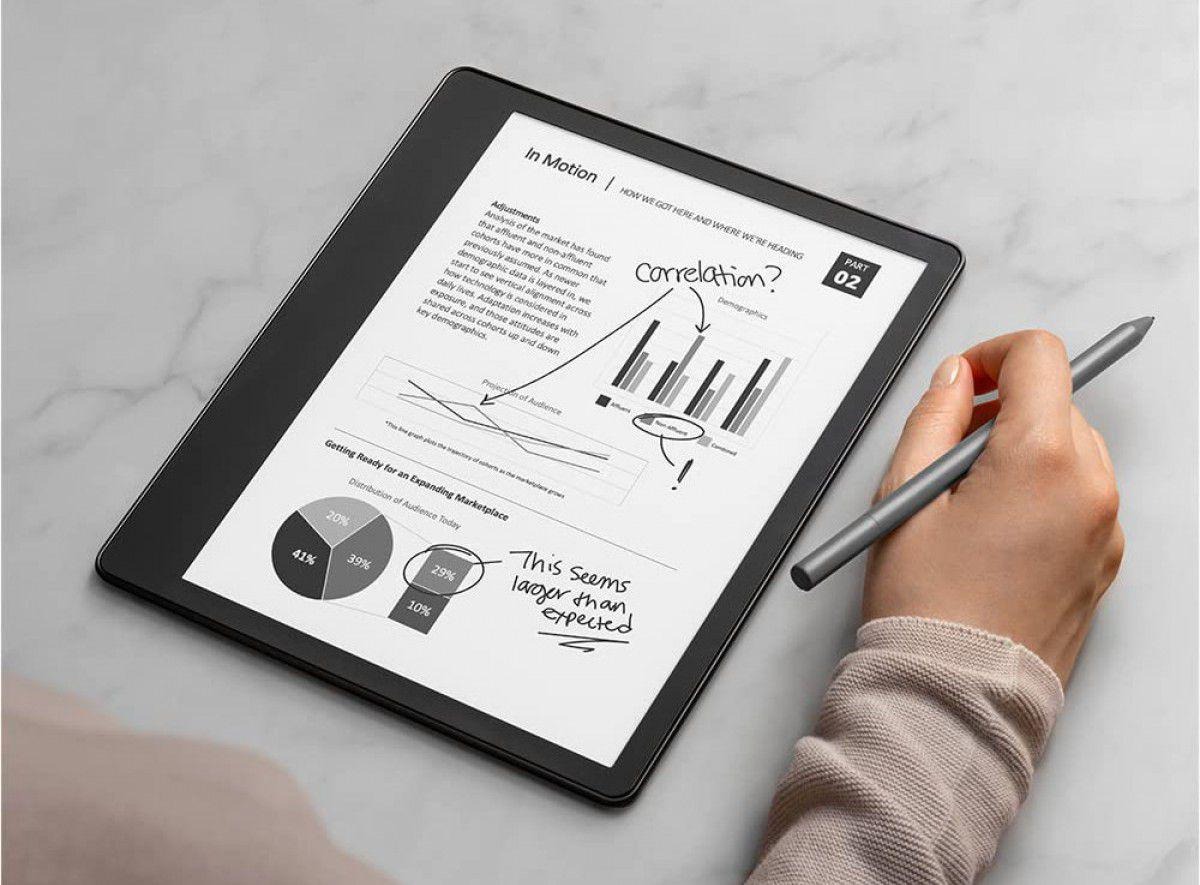 In Motion | HOW WE GOT HERE AND WHERE WE'RE HEADING
PART
02
Adjustments
Analysis of the market has found
that affluent and non-affluent
cohorts have more in common that
previously assumed. As newer
demographic data is layered in, we
start to see vertical alignment across
how technology is considered in
daily lives. Adaptation increases with
exposure, and those attitudes are
shared across cohorts up and down
key demographics.
correlation?
Demographics
Affluent
Non-Affluent
Combined
!
Projection of Audience
*This line graph plots the trajectory of cohorts as the marketplace grows
Getting Ready for an Expanding Marketplace
Distribution of Audience Today
20%
41%
39%
29%
10%
This seems
larger than
expected